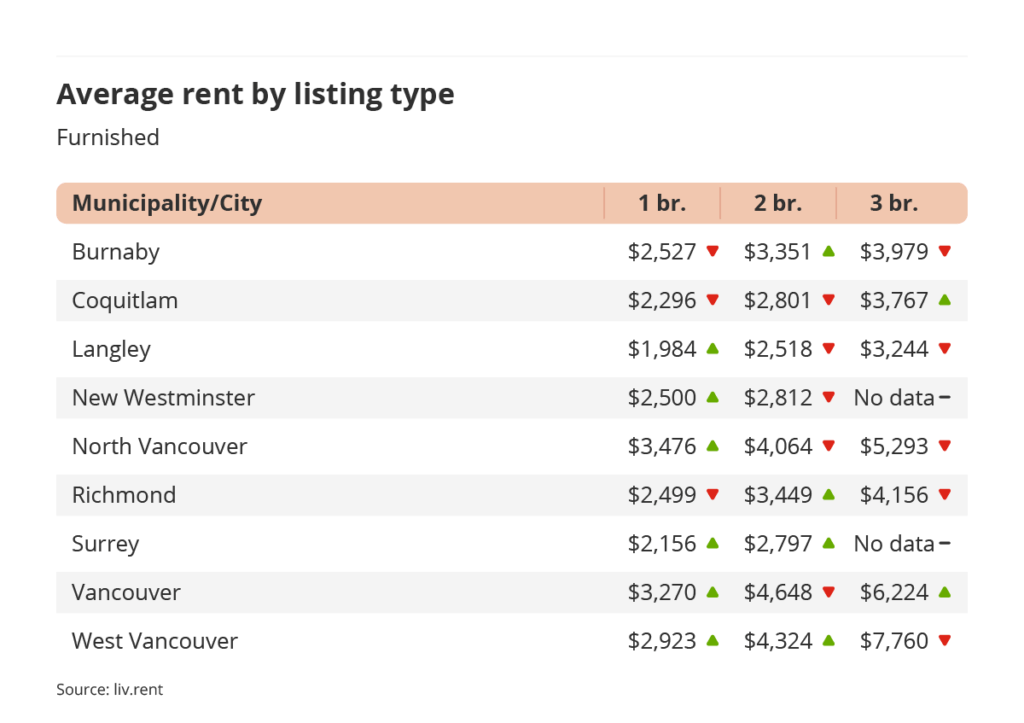 Average rent by listing type
Furnished
Municipality/City 1 br. 2 br. 3 br.
Burnaby $2,527 ▼ $3,351 ▲ $3,979 ▼
Coquitlam $2,296 ▼ $2,801 ▼ $3,767 ▲
Langley $1,984 ▲ $2,518 ▼ $3,244 ▼
New Westminster $2,500 ▲ $2,812 ▼ No data –
North Vancouver $3,476 ▲ $4,064 ▼ $5,293 ▼
Richmond $2,499 ▼ $3,449 ▲ $4,156 ▼
Surrey $2,156 ▲ $2,797 ▲ No data –
Vancouver $3,270 ▲ $4,648 ▼ $6,224 ▲
West Vancouver $2,923 ▲ $4,324 ▲ $7,760 ▼
Source: liv.rent